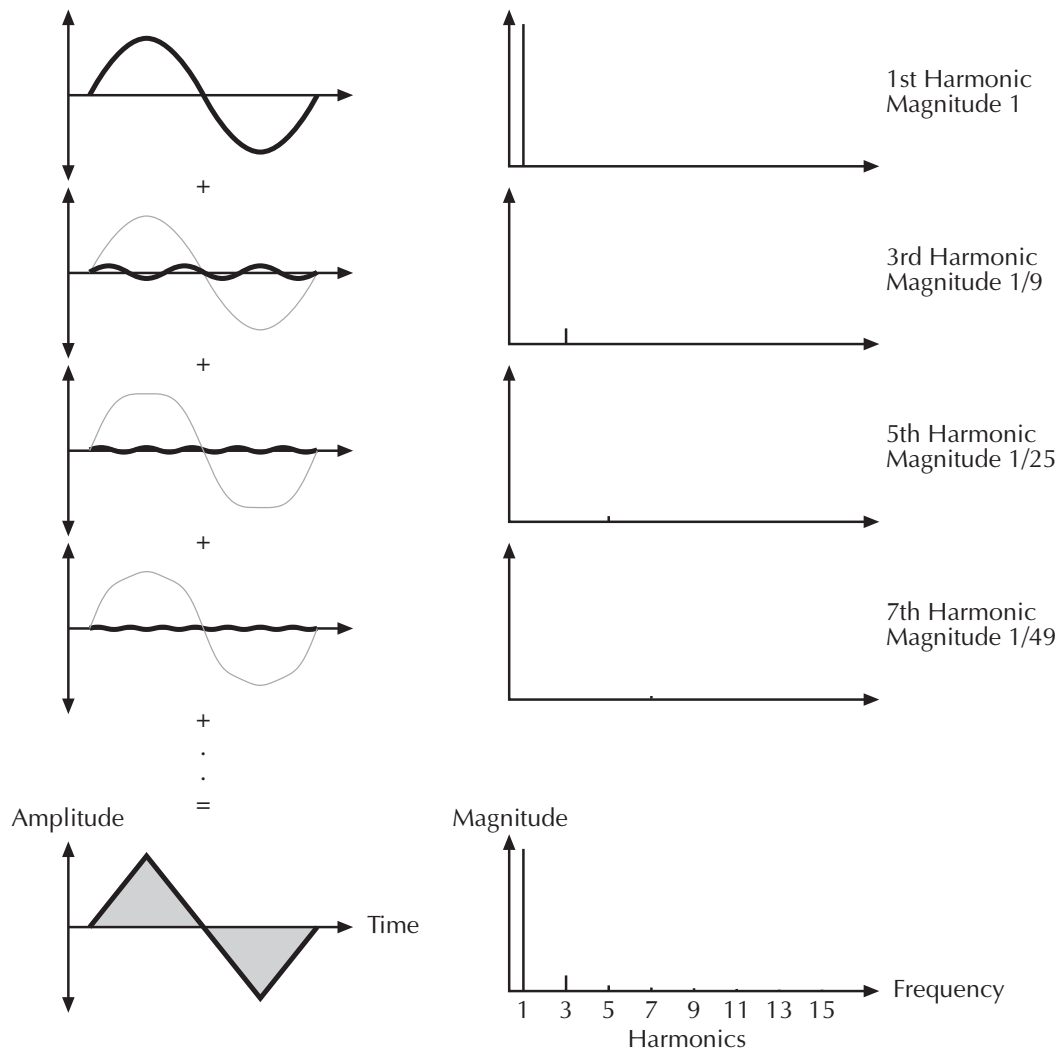 1st Harmonic
Magnitude 1
+
3rd Harmonic
Magnitude 1/9
+
5th Harmonic
Magnitude 1/25
+
7th Harmonic
Magnitude 1/49
+
.
.
=
Amplitude
Magnitude
Time
Frequency
1 3 5 7 9 11 13 15
Harmonics